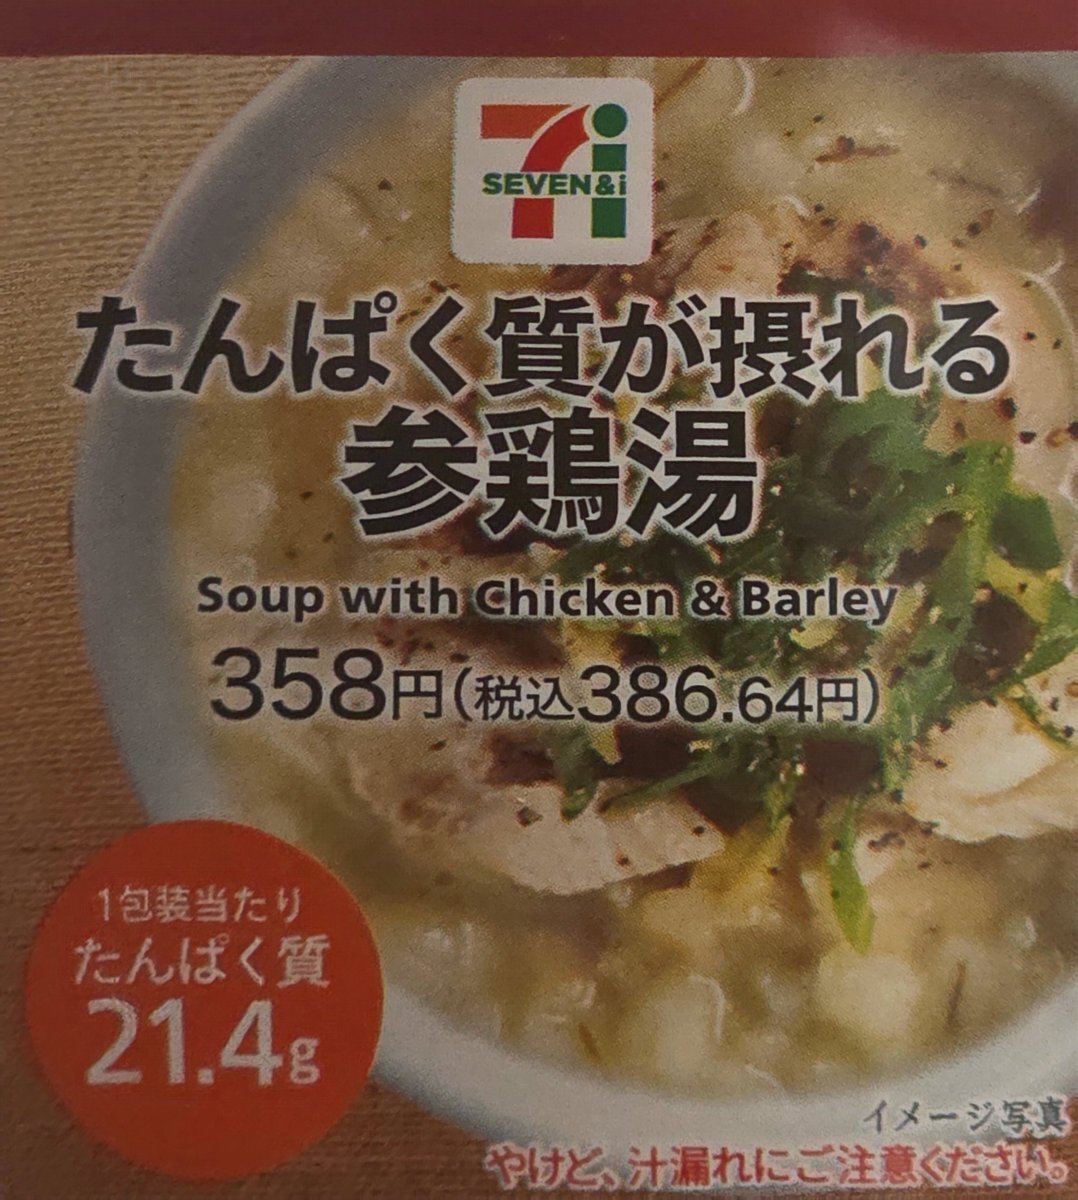 SEVEN&i
たんぱく質が摂れる
参鶏湯
Soup with Chicken & Barley
358円(税込386.64円)
1包装当たり
たんぱく質
21.4g
イメージ写真
やけど、汁漏れにご注意ください。